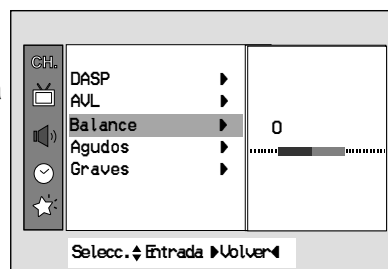 CH.
DASP
AVL
Balance
0
Agudos
Graves
Selecc. Entrada Volver